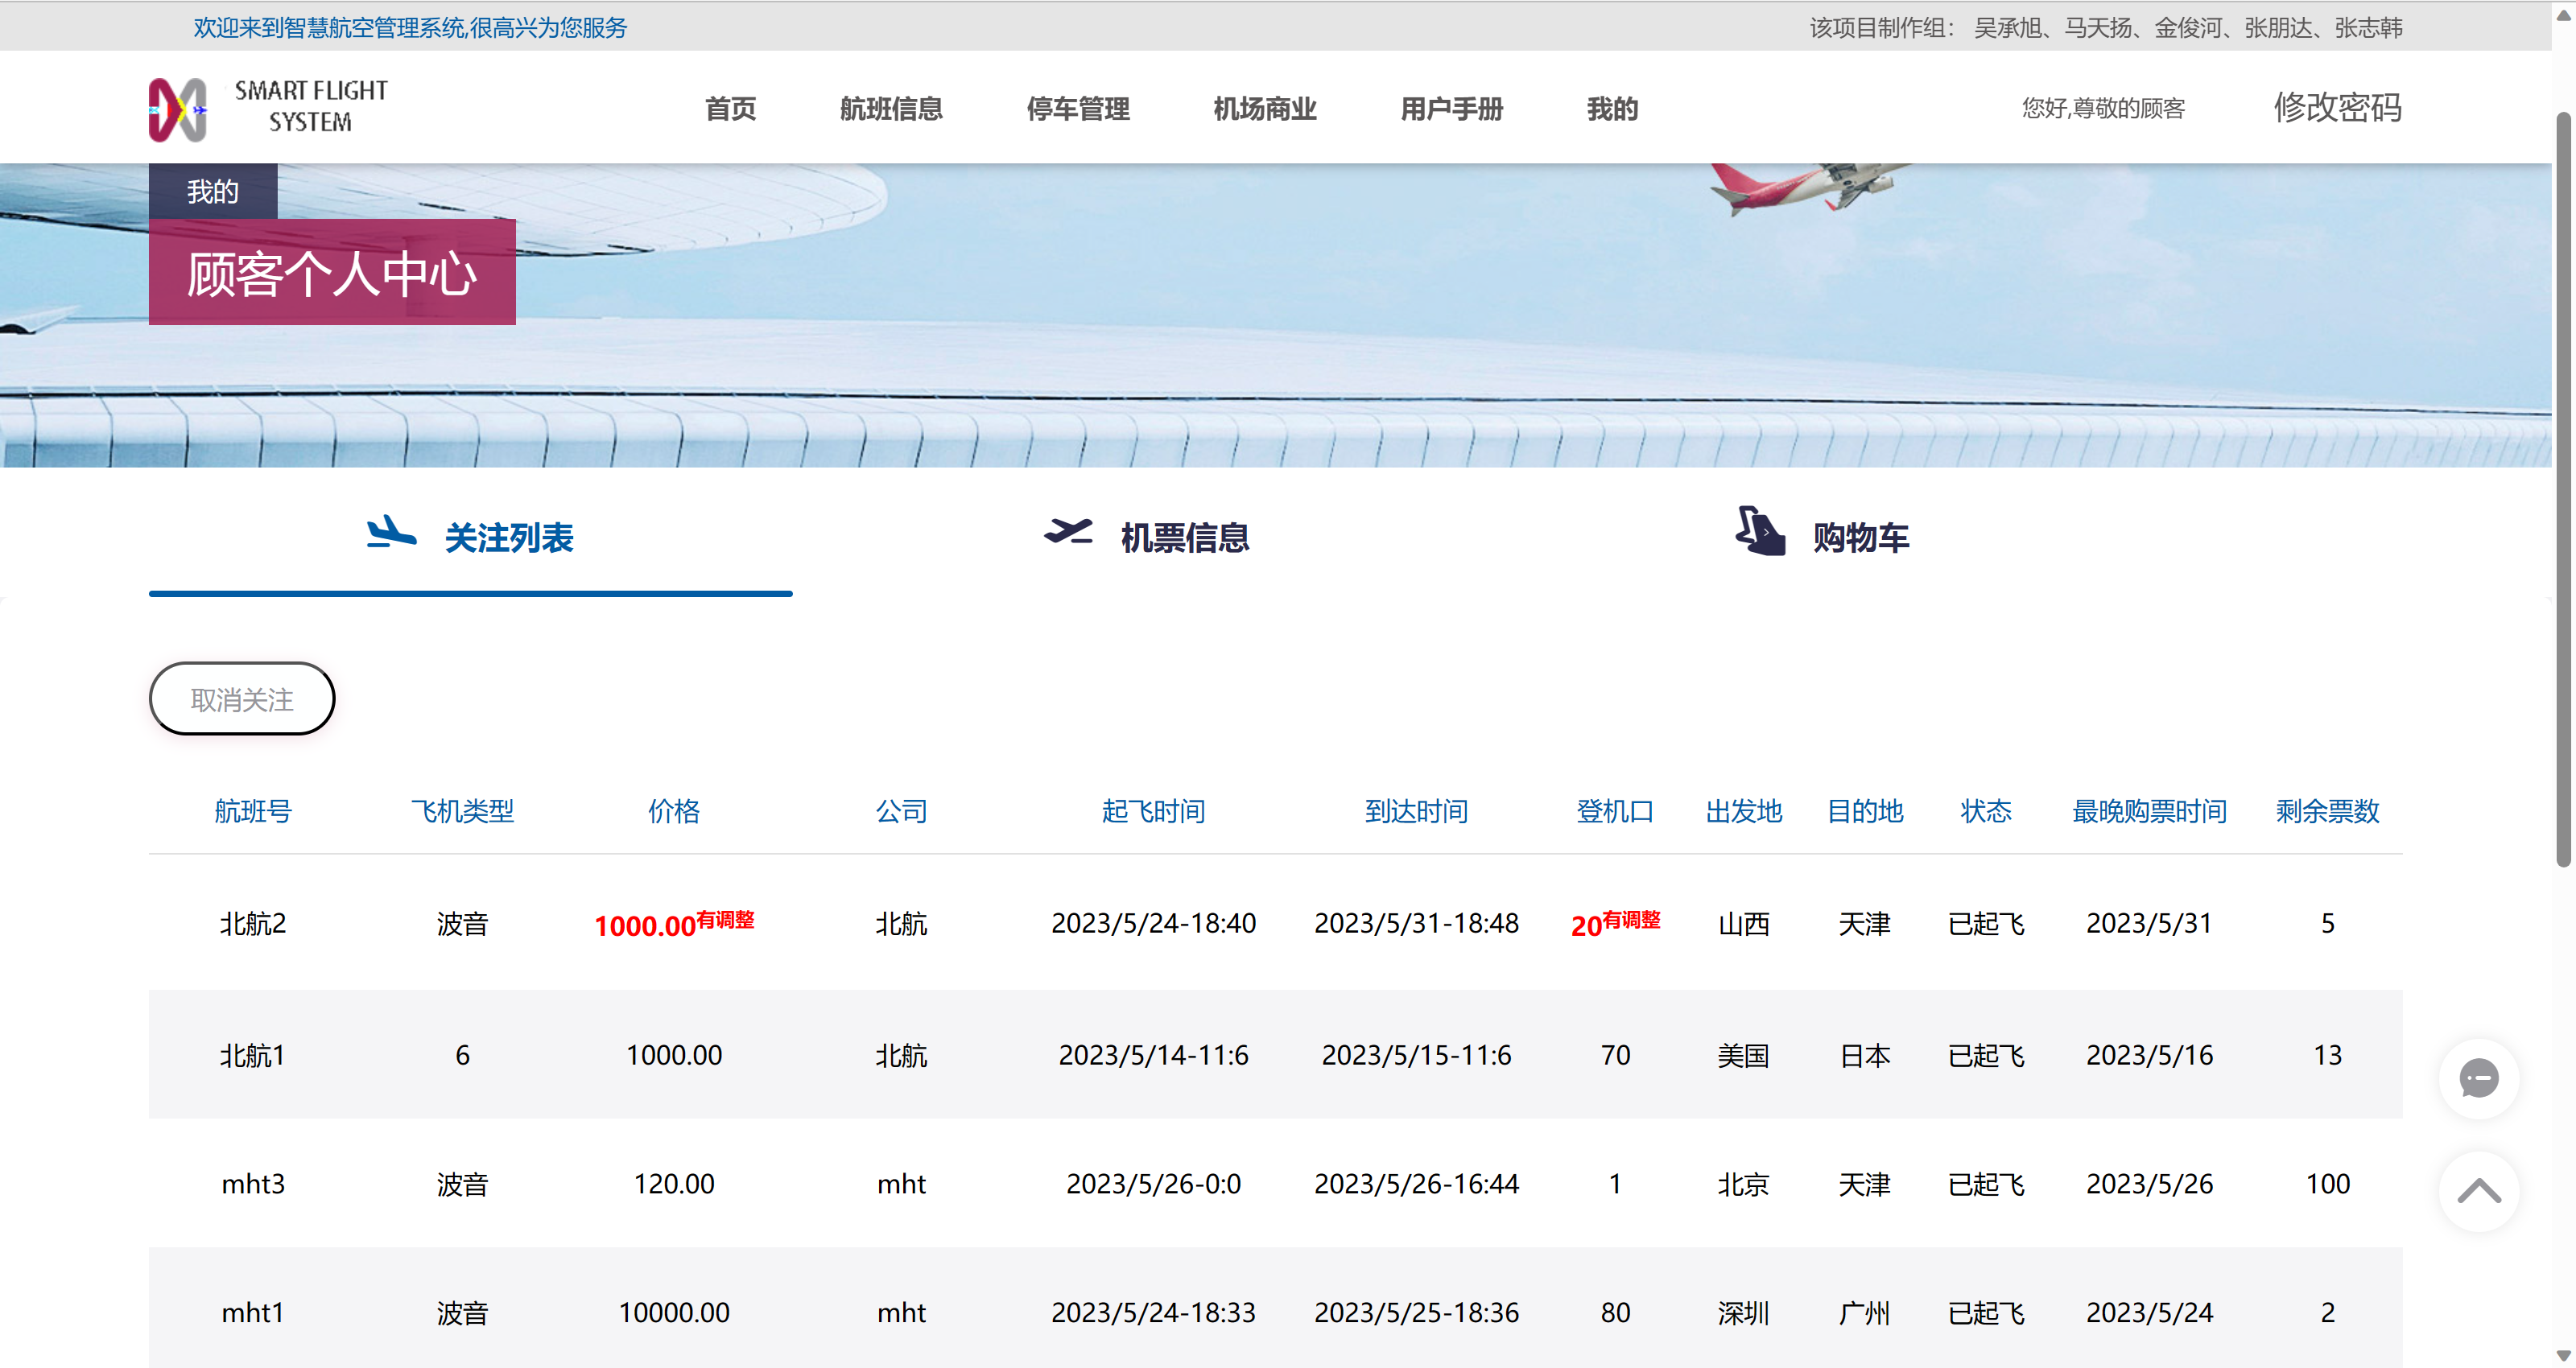 欢迎来到智慧航空管理系统,很高兴为您服务
该项目制作组： 吴承旭、马天扬、金俊河、张朋达、张志韩
SMART FLIGHT
SYSTEM
首页 航班信息 停车管理 机场商业 用户手册 我的
您好,尊敬的顾客 修改密码
我的
顾客个人中心
关注列表 机票信息 购物车
取消关注
航班号 飞机类型 价格 公司 起飞时间 到达时间 登机口 出发地 目的地 状态 最晚购票时间 剩余票数
北航2 波音 1000.00有调整 北航 2023/5/24-18:40 2023/5/31-18:48 20有调整 山西 天津 已起飞 2023/5/31 5
北航1 6 1000.00 北航 2023/5/14-11:6 2023/5/15-11:6 70 美国 日本 已起飞 2023/5/16 13
mht3 波音 120.00 mht 2023/5/26-0:0 2023/5/26-16:44 1 北京 天津 已起飞 2023/5/26 100
mht1 波音 10000.00 mht 2023/5/24-18:33 2023/5/25-18:36 80 深圳 广州 已起飞 2023/5/24 2